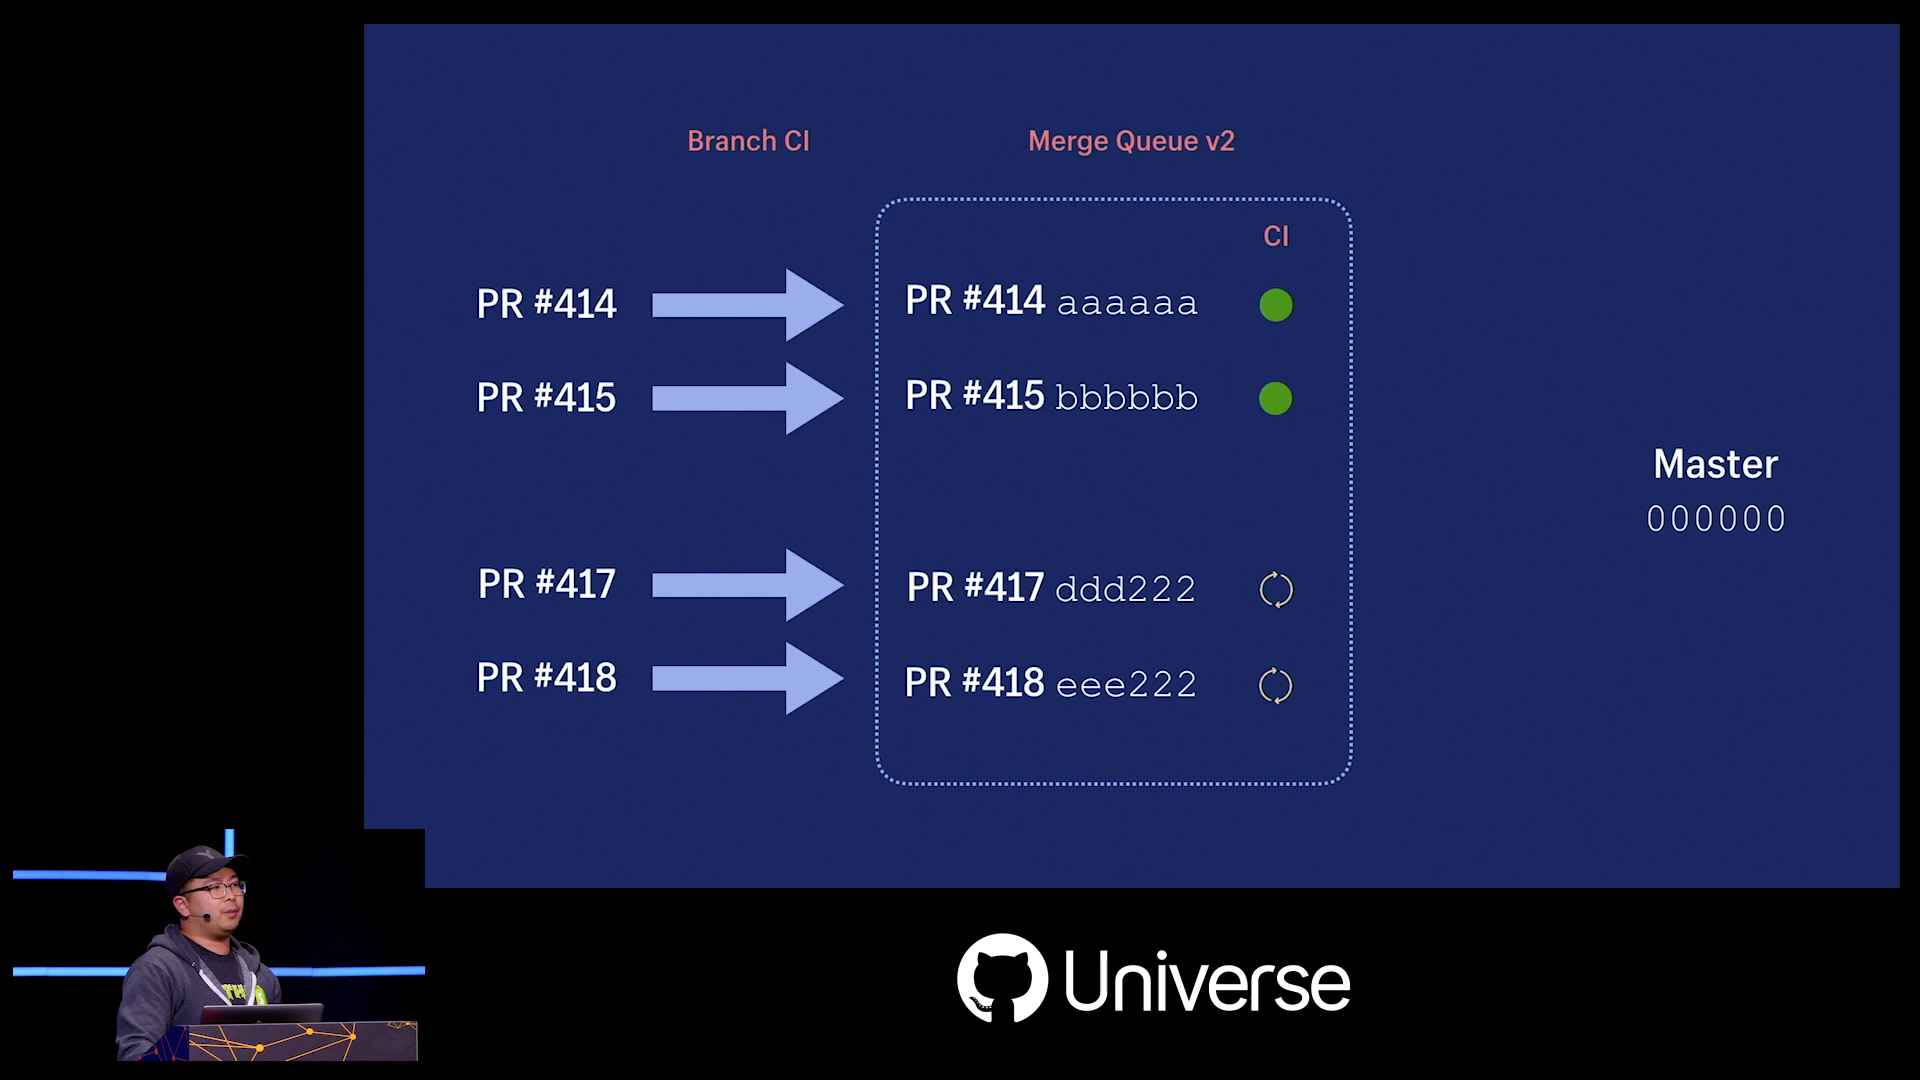 Branch CI
Merge Queue v2
CI
PR #414
PR #414 aaaaaa
PR #415
PR #415 bbbbbb
Master
000000
PR #417
PR #417 ddd222
PR #418
PR #418 eee222
Universe